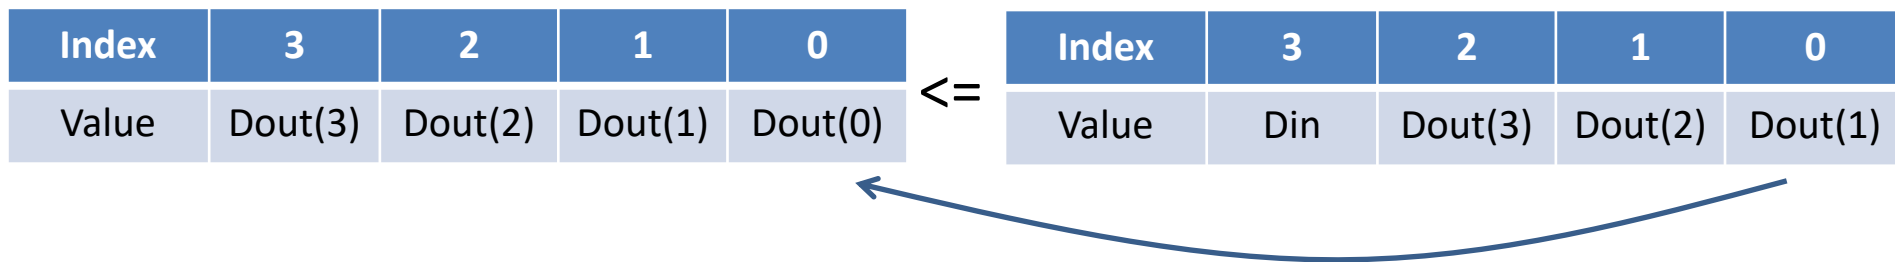 Index 3 2 1 0
Value Dout(3) Dout(2) Dout(1) Dout(0)
<=
Index 3 2 1 0
Value Din Dout(3) Dout(2) Dout(1)